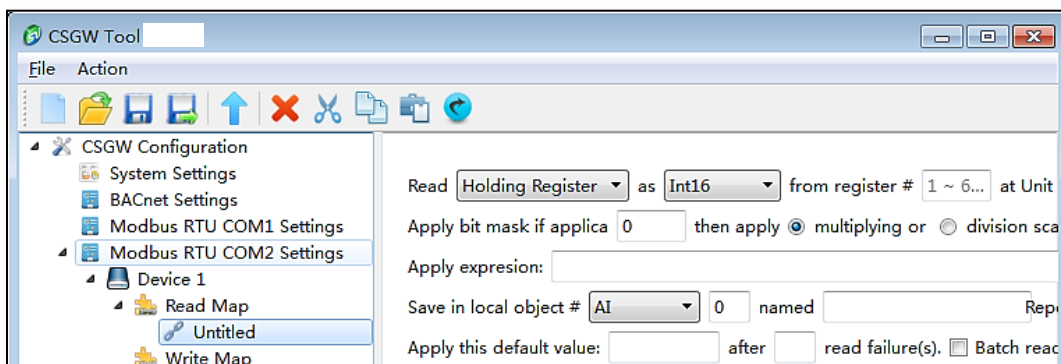 CSGW Tool
File Action
CSGW Configuration
System Settings
BACnet Settings
Modbus RTU COM1 Settings
Modbus RTU COM2 Settings
Device 1
Read Map
Untitled
Write Map
Read Holding Register as Int16 from register # 1 ~ 6... at Unit
Apply bit mask if applica 0 then apply multiplying or division sca
Apply expresion:
Save in local object # AI 0 named Repo
Apply this default value: after read failure(s). Batch read